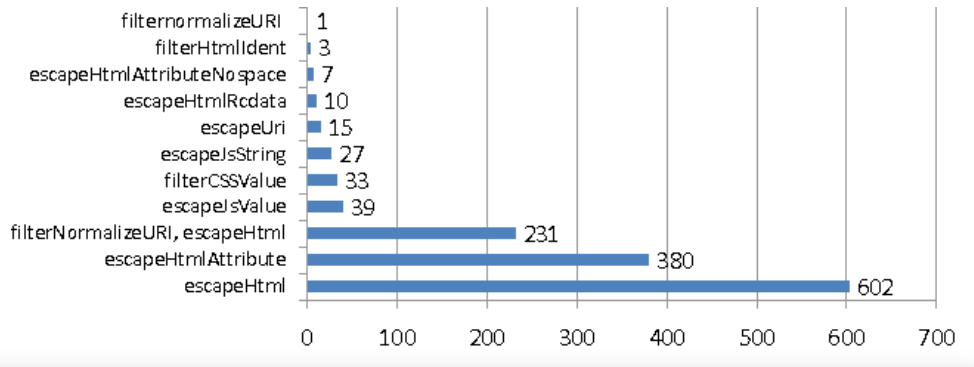 filternormalizeURI 1
filterHtmlIdent 3
escapeHtmlAttributeNospace 7
escapeHtmlRcdata 10
escapeUri 15
escapeJsString 27
filterCSSValue 33
escapeJsValue 39
filterNormalizeURI, escapeHtml 231
escapeHtmlAttribute 380
escapeHtml 602
0 100 200 300 400 500 600 700